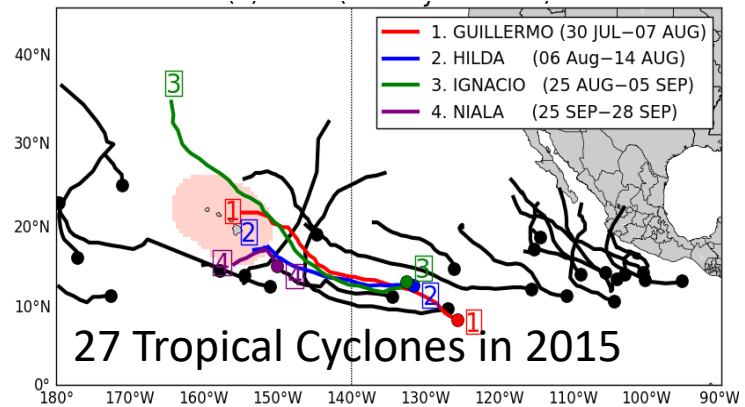 40°N
30°N
20°N
10°N
0°
180
170°W
160°W
150°W
140°W
130°W
120°W
110°W
100°W
90°W
1. GUILLERMO (30 JUL−07 AUG)
2. HILDA (06 Aug−14 AUG)
3. IGNACIO (25 AUG−05 SEP)
4. NIALA (25 SEP−28 SEP)
3
1
2
4
4
3
2
1
27 Tropical Cyclones in 2015